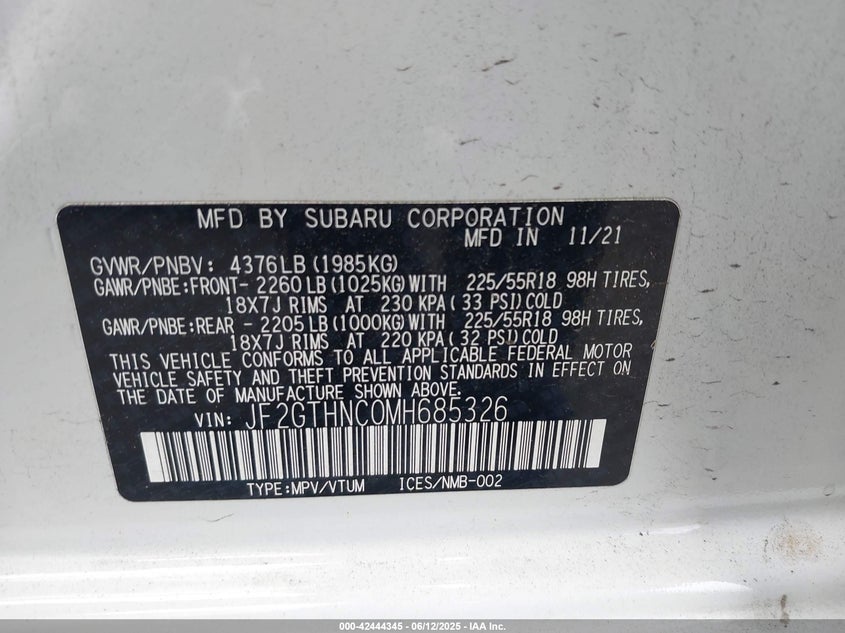 MFD BY SUBARU CORPORATION
MFD IN 11/21
GVWR/PNBV: 4376LB (1985KG)
GAWR/PNBE:FRONT- 2260 LB (1025KG) WITH 225/55R18 98H TIRES,
18X7J RIMS AT 230 KPA ( 33 PSI) COLD
GAWR/PNBE:REAR - 2205 LB (1000KG) WITH 225/55R18 98H TIRES,
18X7J RIMS AT 220 KPA ( 32 PSI) COLD
THIS VEHICLE CONFORMS TO ALL APPLICABLE FEDERAL MOTOR
VEHICLE SAFETY AND THEFT PREVENTION STANDARDS IN EFFECT ON
THE DATE OF MANUFACTURE SHOWN ABOVE.
VIN: JF2GTHNC0MH685326
TYPE:MPV/VTUM ICES/NMB-002
000-42444345 - 06/12/2025 - IAA Inc.